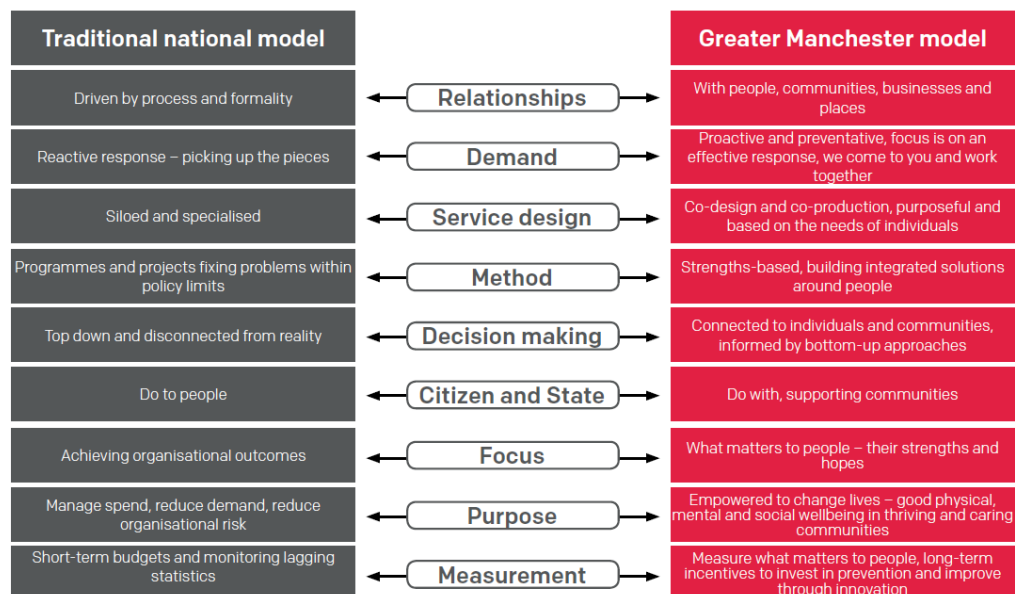 Traditional national model
Greater Manchester model
Driven by process and formality
Relationships
With people, communities, businesses and
places
Reactive response – picking up the pieces
Demand
Proactive and preventative, focus is on an
effective response, we come to you and work
together
Siloed and specialised
Service design
Co-design and co-production, purposeful and
based on the needs of individuals
Programmes and projects fixing problems within
policy limits
Method
Strengths-based, building integrated solutions
around people
Top down and disconnected from reality
Decision making
Connected to individuals and communities,
informed by bottom-up approaches
Do to people
Citizen and State
Do with, supporting communities
Achieving organisational outcomes
Focus
What matters to people – their strengths and
hopes
Manage spend, reduce demand, reduce
organisational risk
Purpose
Empowered to change lives – good physical,
mental and social wellbeing in thriving and caring
communities
Short-term budgets and monitoring lagging
statistics
Measurement
Measure what matters to people, long-term
incentives to invest in prevention and improve
through innovation